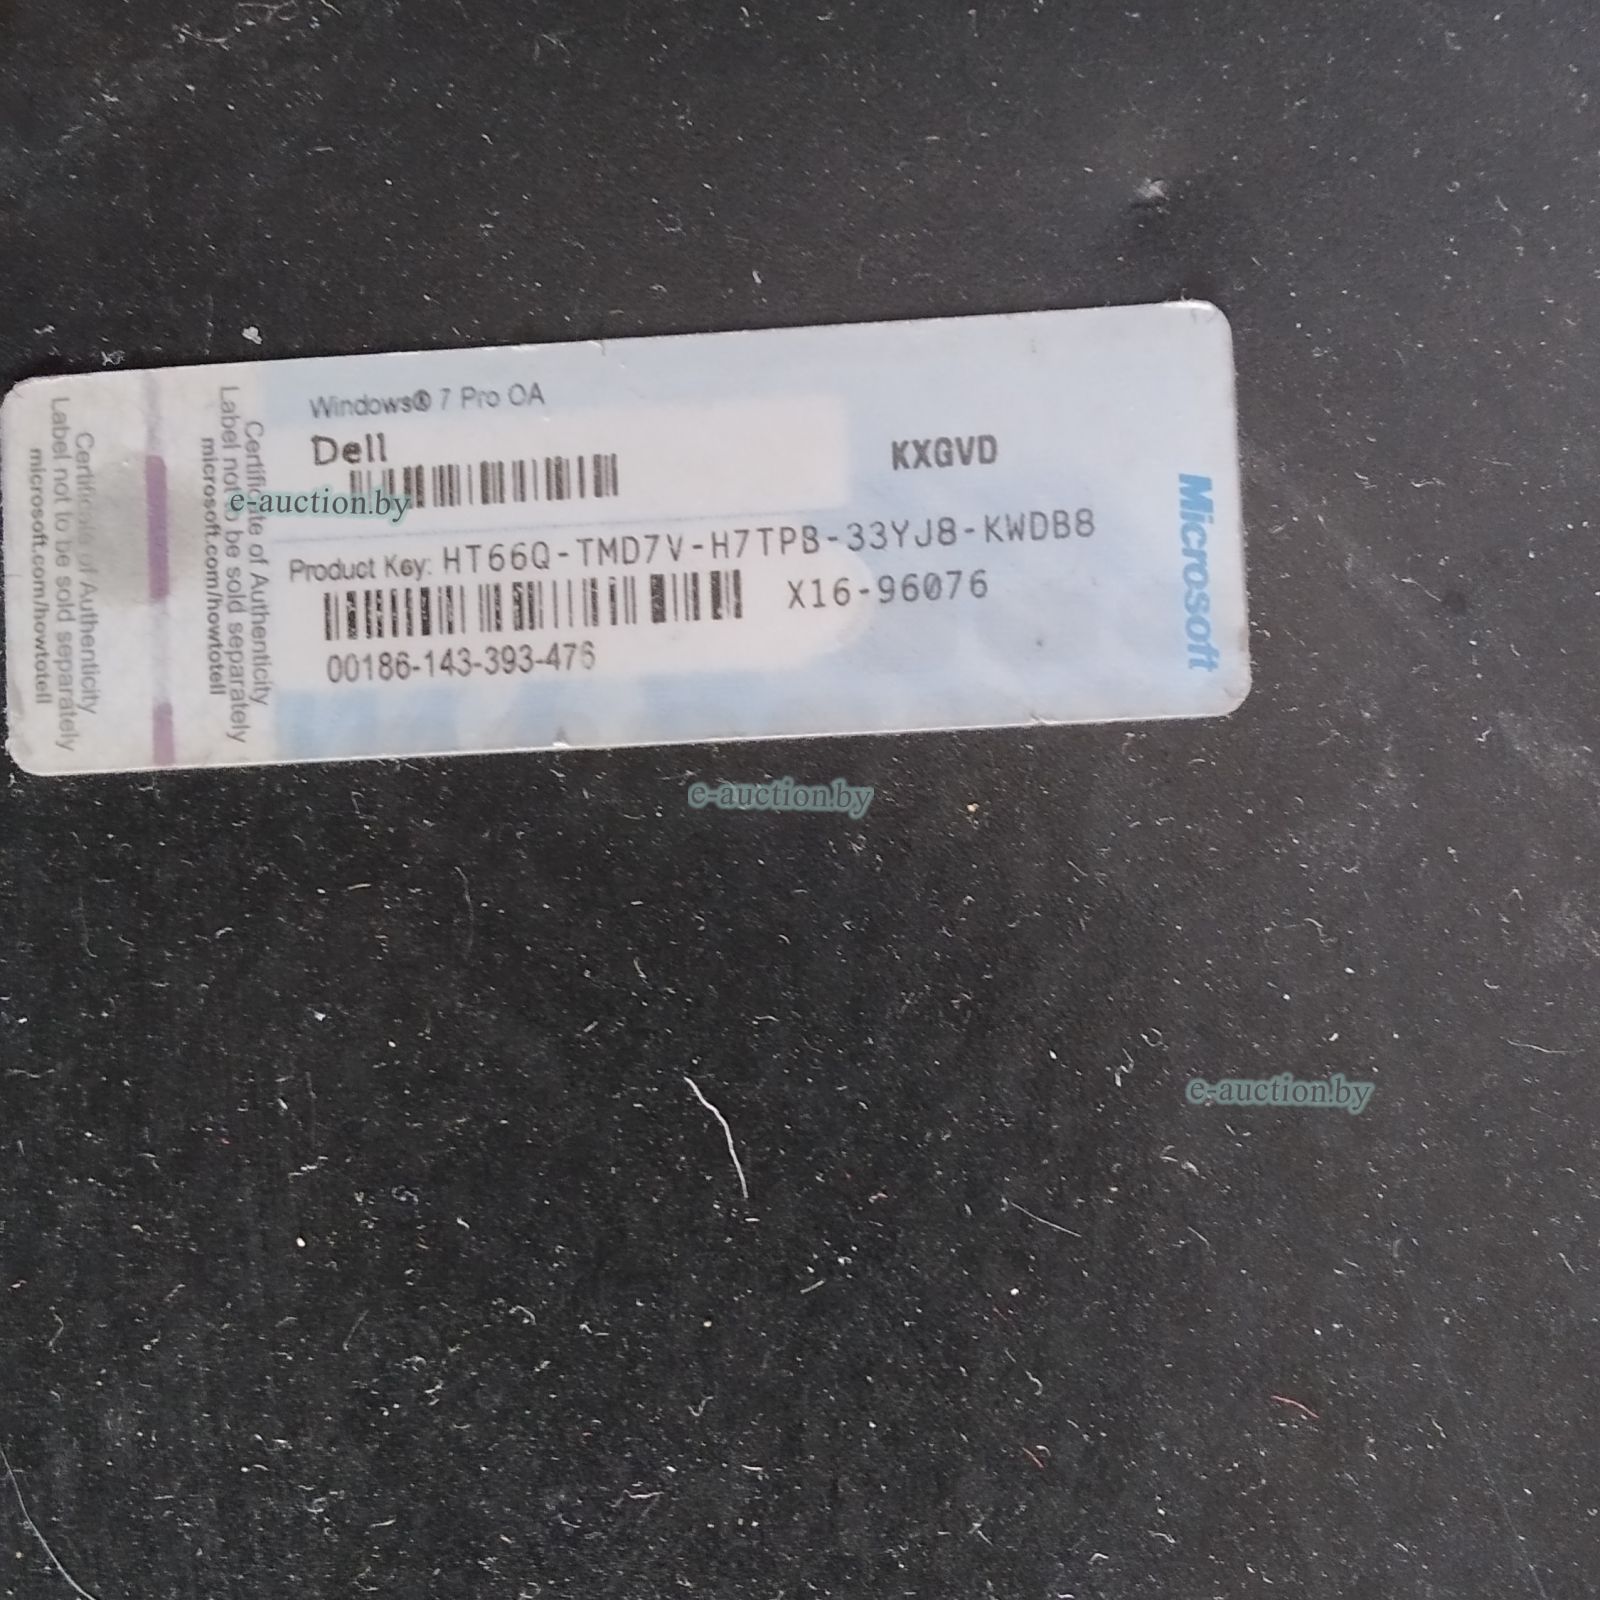 Windows® 7 Pro OA
Dell
KXGVD
Product Key: HT66Q-TMD7V-H7TPB-33YJ8-KWDB8
X16-96076
00186-143-393-476
Microsoft
Certificate of Authenticity
Label not to be sold separately
microsoft.com/howtotell
Certificate of Authenticity
Label not to be sold separately
microsoft.com/howtotell
e-auction.by
e-auction.by
e-auction.by